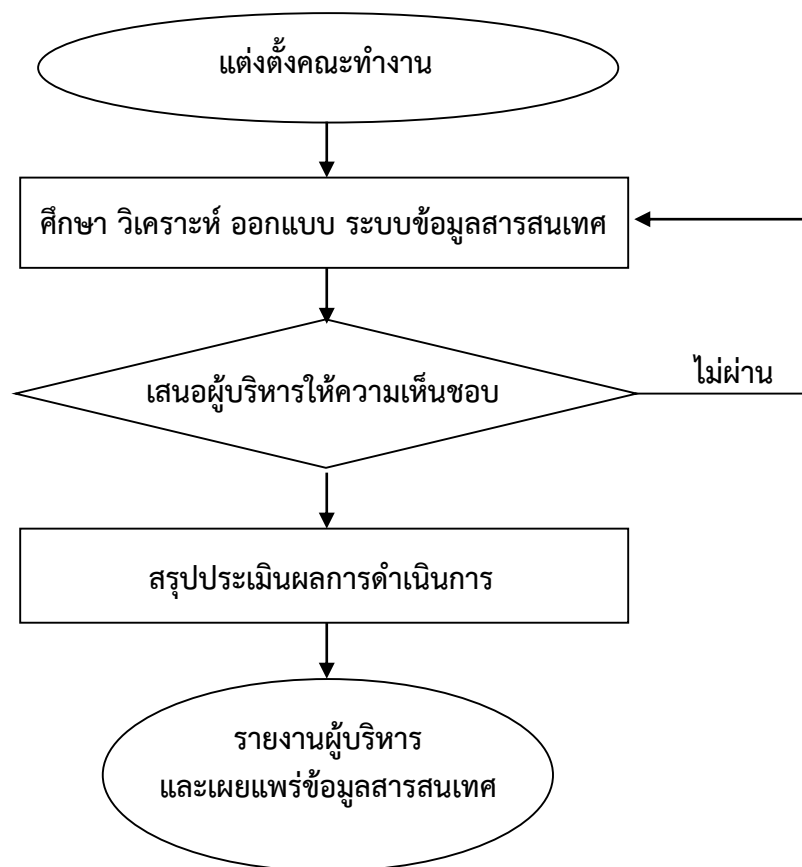 แต่งตั้งคณะทำงาน
ศึกษา วิเคราะห์ ออกแบบ ระบบข้อมูลสารสนเทศ
เสนอผู้บริหารให้ความเห็นชอบ
ไม่ผ่าน
สรุปประเมินผลการดำเนินการ
รายงานผู้บริหาร
และเผยแพร่ข้อมูลสารสนเทศ